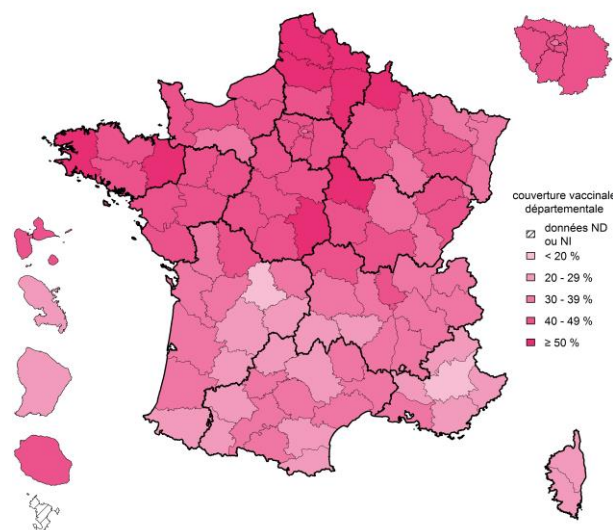 couverture vaccinale
départementale
données ND
ou NI
< 20 %
20 - 29 %
30 - 39 %
40 - 49 %
≥ 50 %